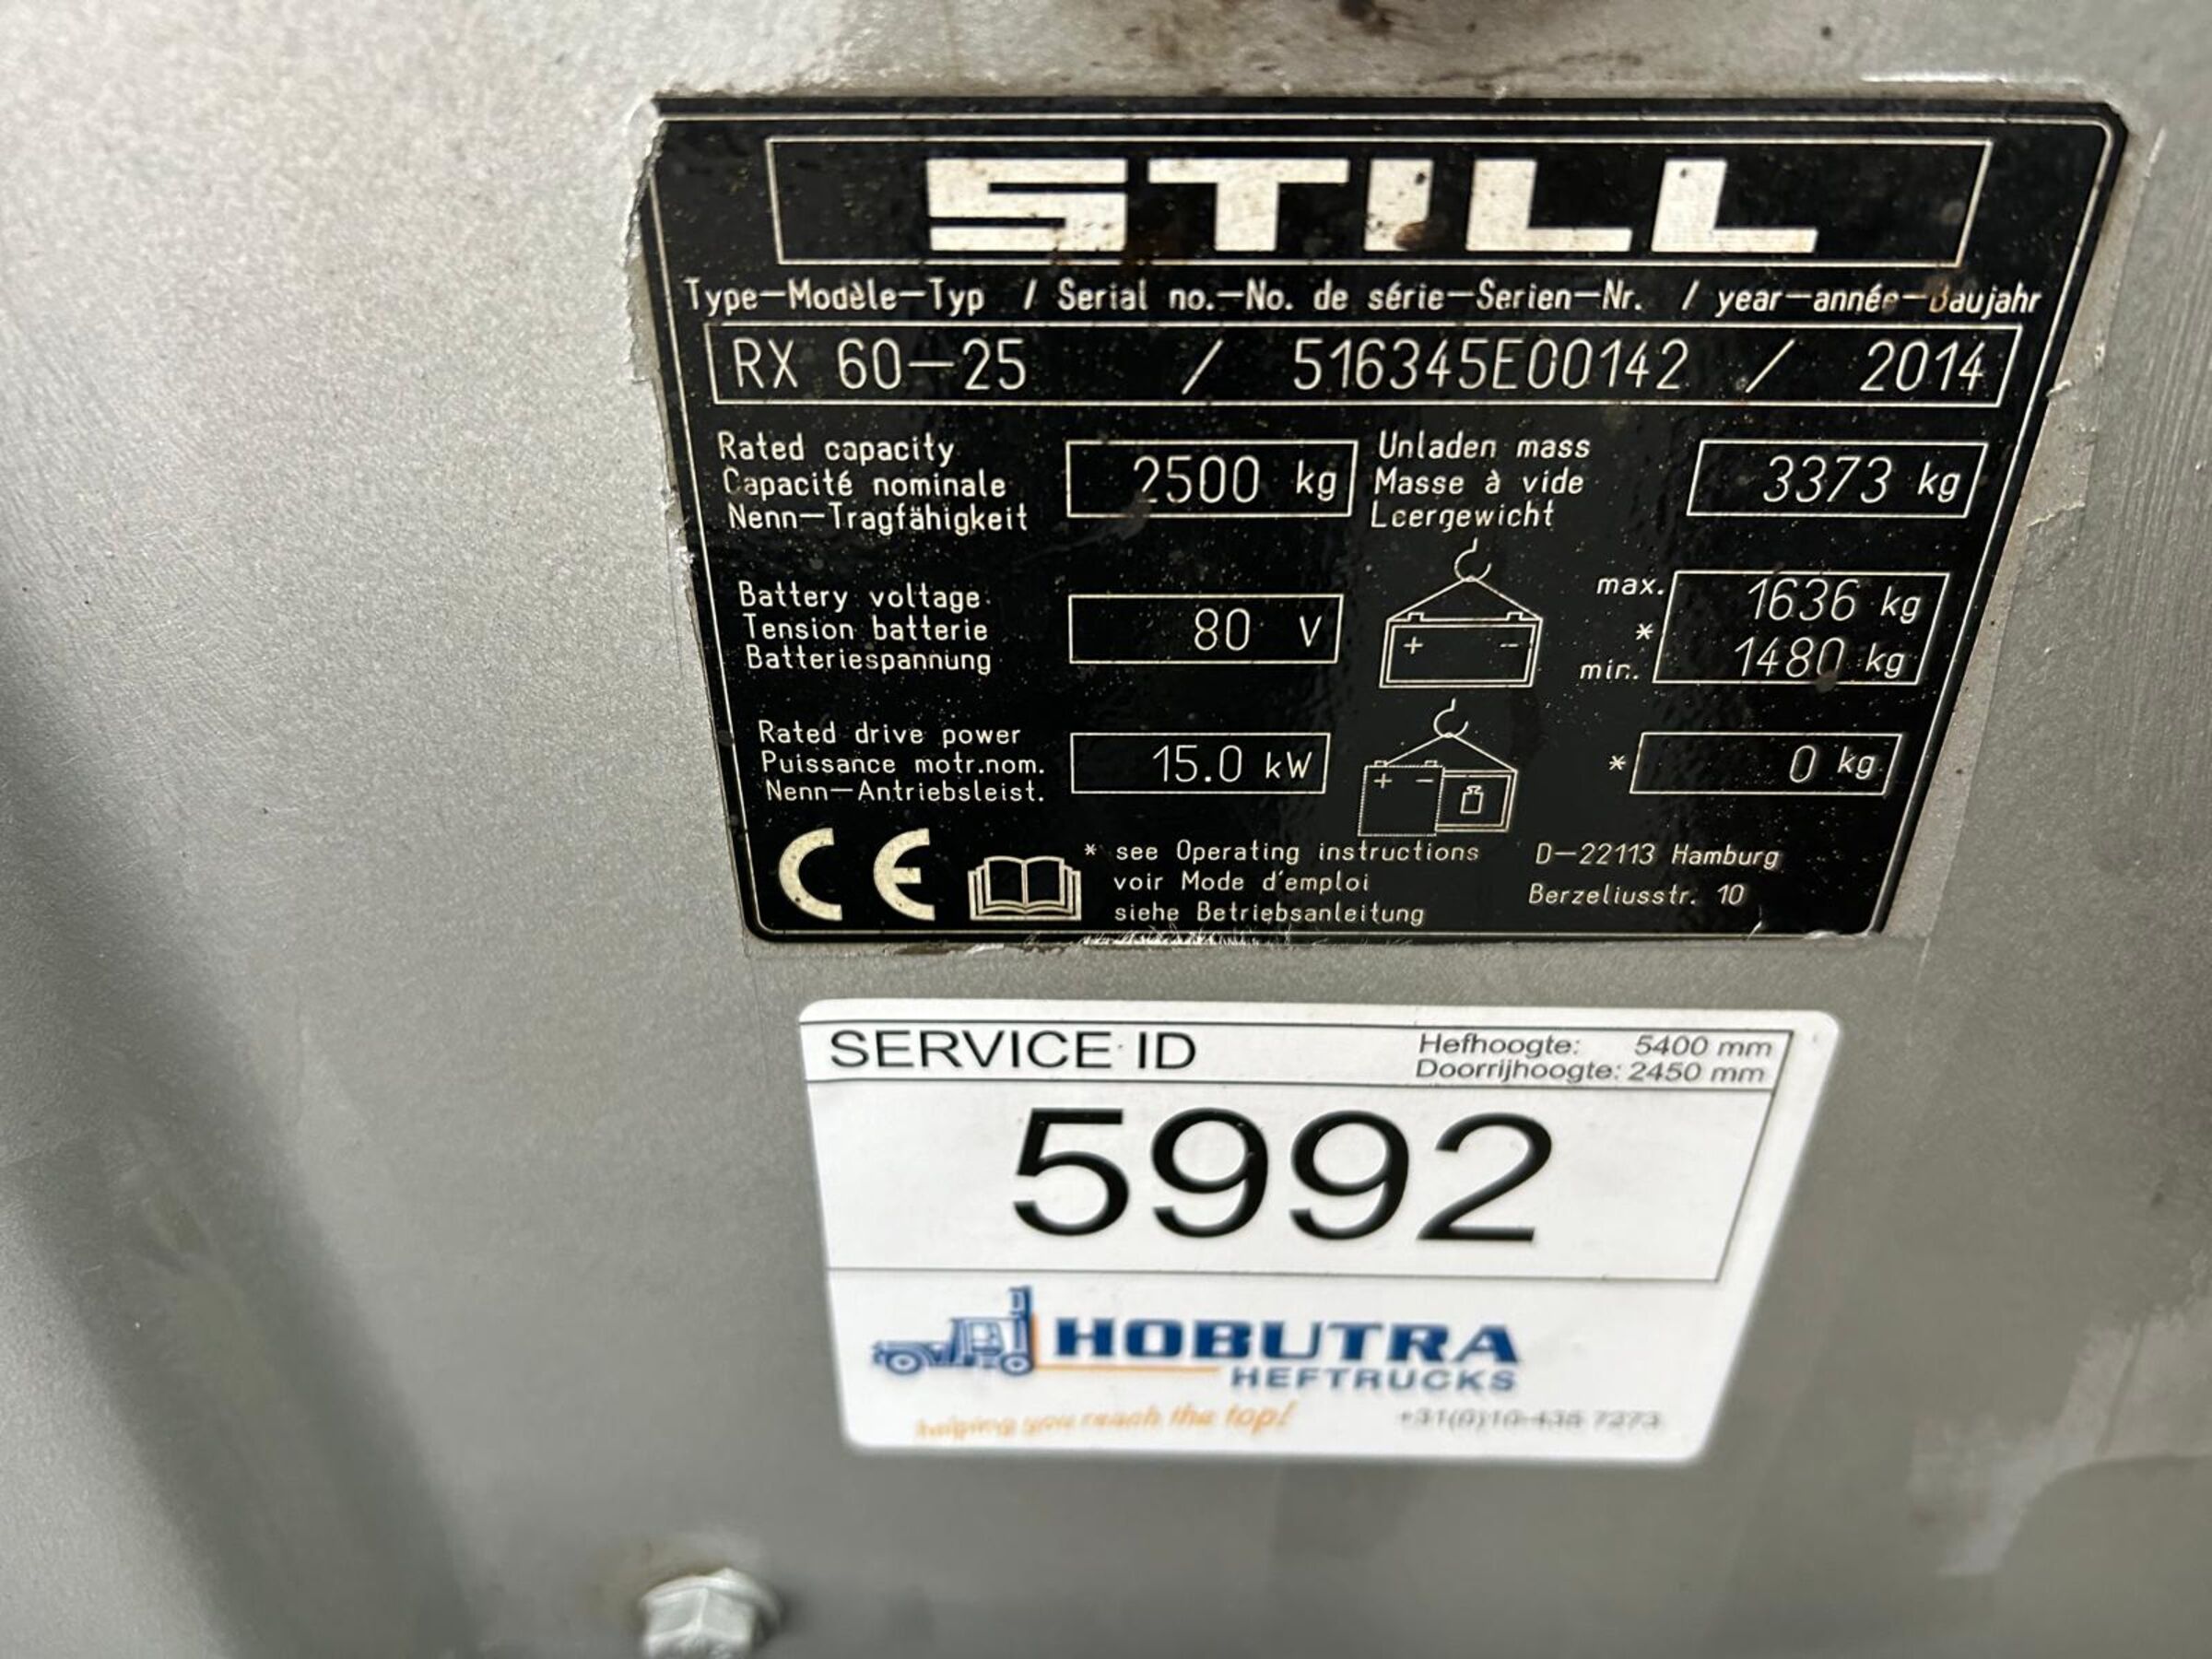 STILL
Type—Modèle—Typ / Serial no.—No. de série—Serien—Nr. / year—année—Baujahr
RX 60—25 / 516345E00142 / 2014
Rated capacity
Capacité nominale
Nenn—Tragfähigkeit
2500 kg
Unladen mass
Masse à vide
Leergewicht
3373 kg
Battery voltage
Tension batterie
Batteriespannung
80 V
+ −
max.
*
min.
1636 kg
1480 kg
Rated drive power
Puissance motr.nom.
Nenn—Antriebsleist.
15.0 kW
+ −
* 0 kg
CE
* see Operating instructions
voir Mode d'emploi
siehe Betriebsanleitung
D—22113 Hamburg
Berzeliusstr. 10
SERVICE ID
Hefhoogte: 5400 mm
Doorrijhoogte: 2450 mm
5992
HOBUTRA
HEFTRUCKS
helping you reach the top!
+31(0)10-435 7273